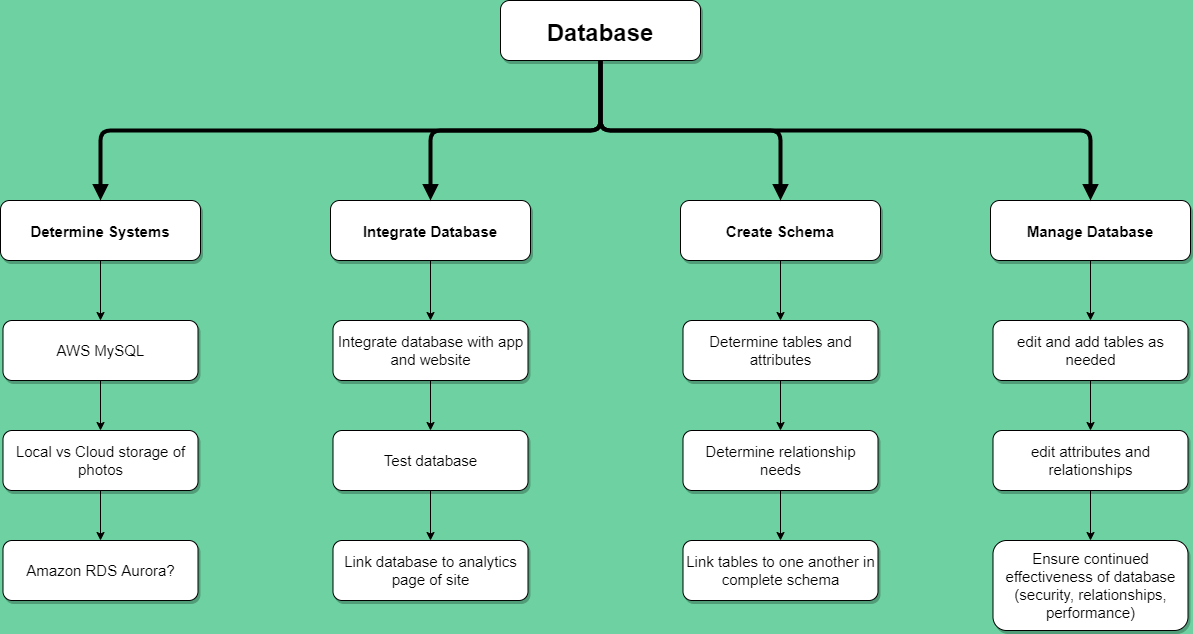 Database
Determine Systems
Integrate Database
Create Schema
Manage Database
AWS MySQL
Integrate database with app
and website
Determine tables and
attributes
edit and add tables as
needed
Local vs Cloud storage of
photos
Test database
Determine relationship
needs
edit attributes and
relationships
Amazon RDS Aurora?
Link database to analytics
page of site
Link tables to one another in
complete schema
Ensure continued
effectiveness of database
(security, relationships,
performance)